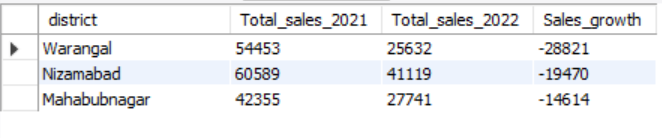 district Total_sales_2021 Total_sales_2022 Sales_growth
Warangal 54453 25632 -28821
Nizamabad 60589 41119 -19470
Mahabubnagar 42355 27741 -14614